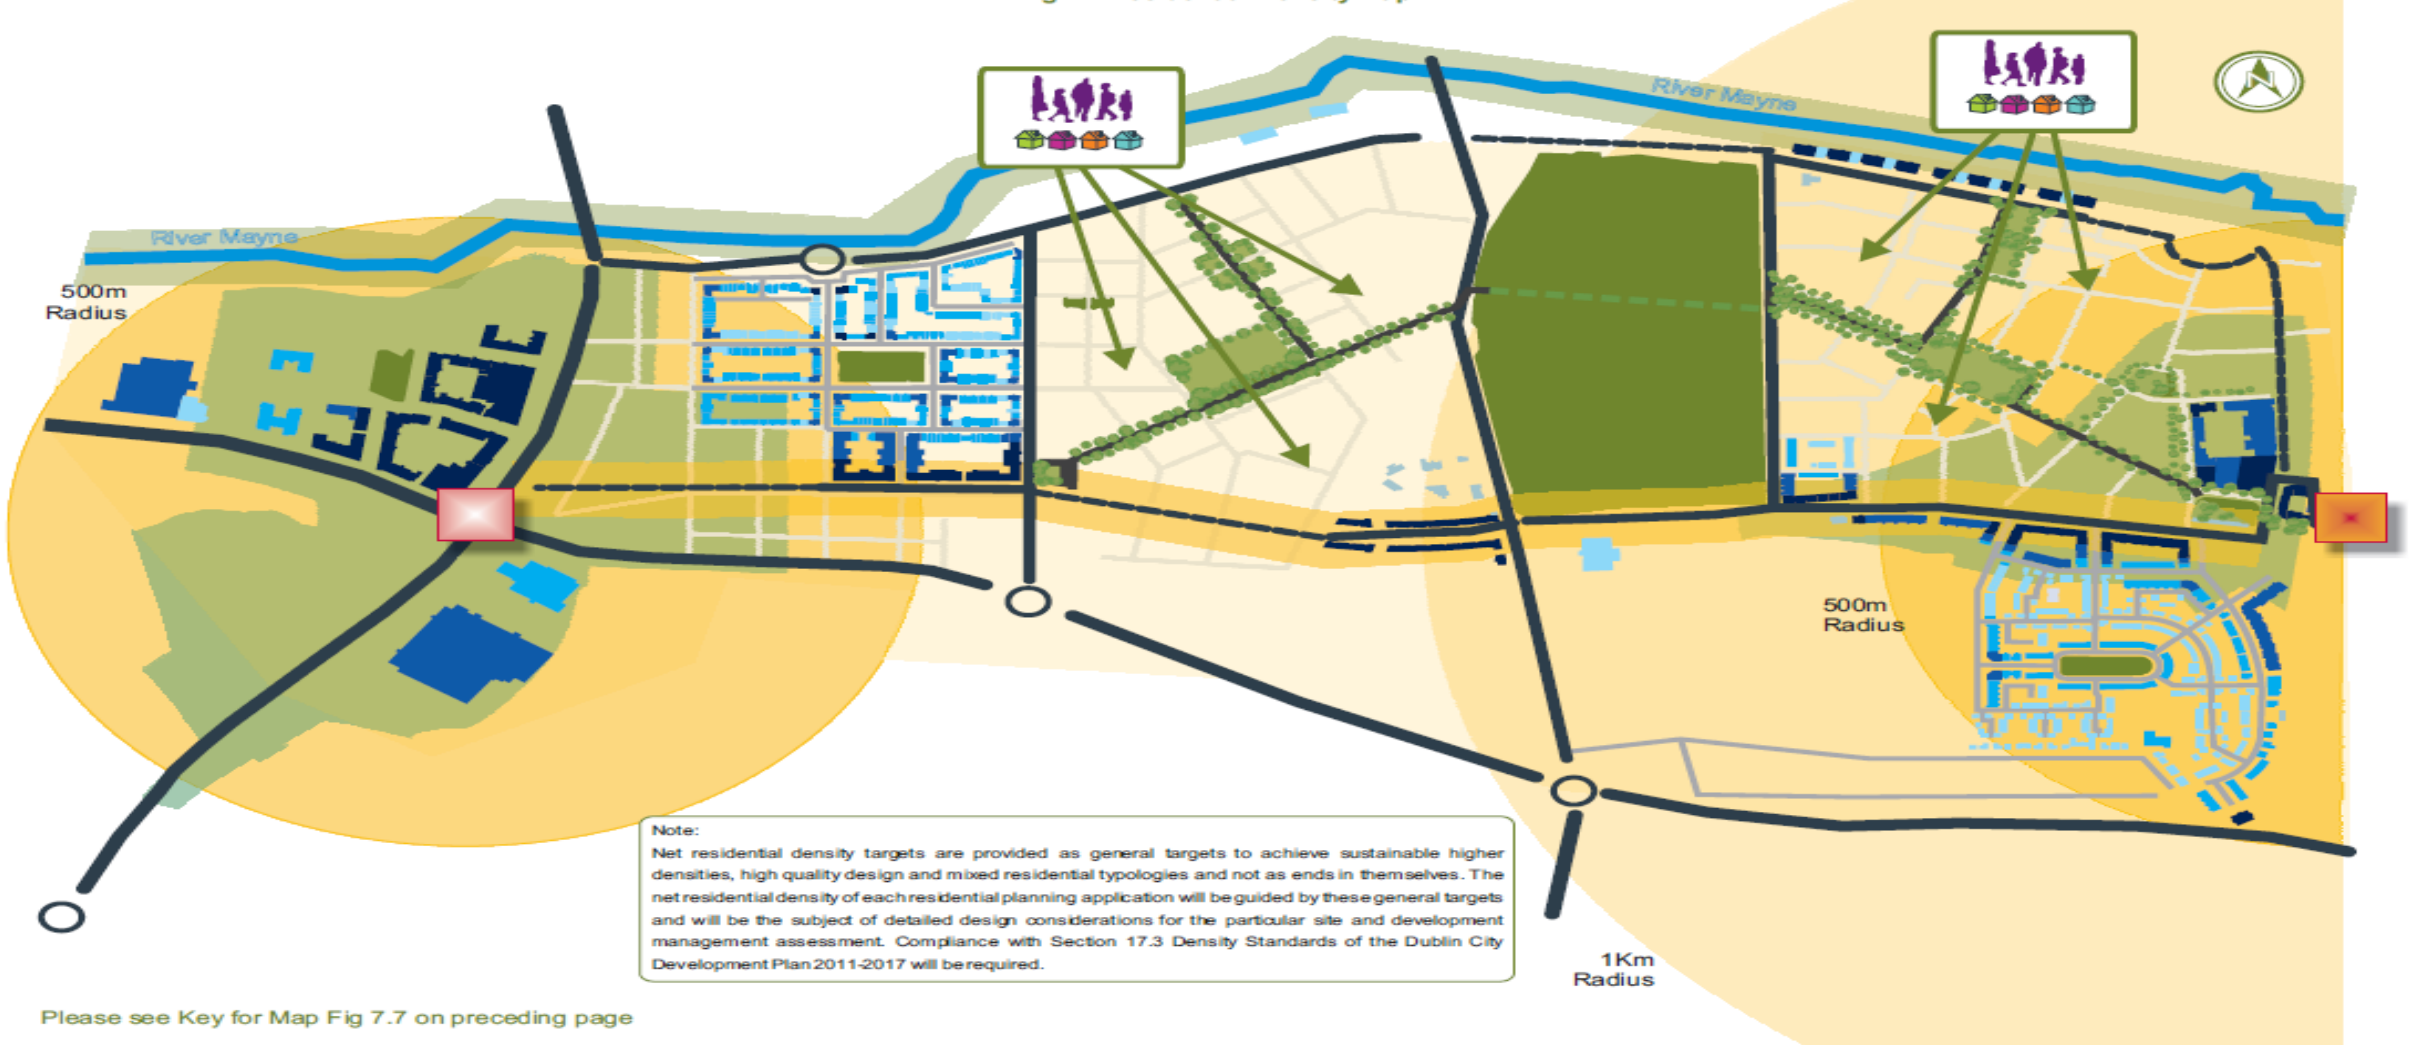 River Mayne
River Mayne
500m
Radius
N
500m
Radius
Note:
Net residential density targets are provided as general targets to achieve sustainable higher
densities, high quality design and mixed residential typologies and not as ends in themselves. The
net residential density of each residential planning application will be guided by these general targets
and will be the subject of detailed design considerations for the particular site and development
management assessment. Compliance with Section 17.3 Density Standards of the Dublin City
Development Plan 2011-2017 will be required.
1Km
Radius
Please see Key for Map Fig 7.7 on preceding page